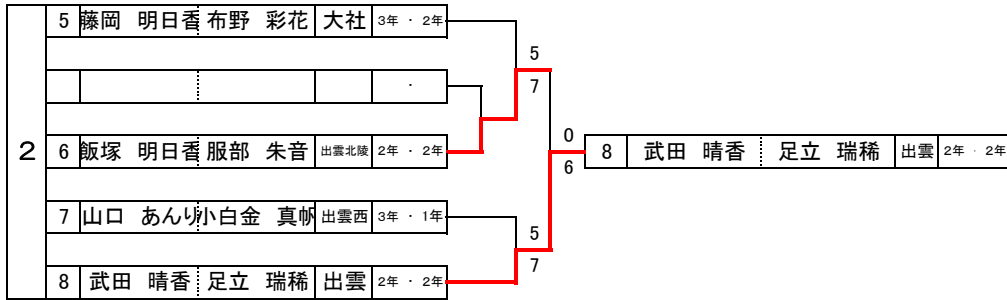 5 藤岡 明日香 布野 彩花 大社 3年 ・ 2年
5
・
7
2 6 飯塚 明日香 服部 朱音 出雲北陵 2年 ・ 2年
0
6
8 武田 晴香 足立 瑞稀 出雲 2年 ・ 2年
7 山口 あんり 小白金 真帆 出雲西 3年 ・ 1年
5
7
8 武田 晴香 足立 瑞稀 出雲 2年 ・ 2年